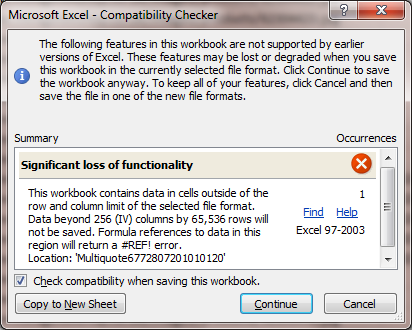 Microsoft Excel - Compatibility Checker
The following features in this workbook are not supported by earlier
versions of Excel. These features may be lost or degraded when you save
this workbook in the currently selected file format. Click Continue to save
the workbook anyway. To keep all of your features, click Cancel and then
save the file in one of the new file formats.
Summary Occurrences
Significant loss of functionality
This workbook contains data in cells outside of the 1
row and column limit of the selected file format.
Data beyond 256 (IV) columns by 65,536 rows will Find Help
not be saved. Formula references to data in this Excel 97-2003
region will return a #REF! error.
Location: 'Multiquote6772807201010120'
Check compatibility when saving this workbook.
Copy to New Sheet Continue Cancel